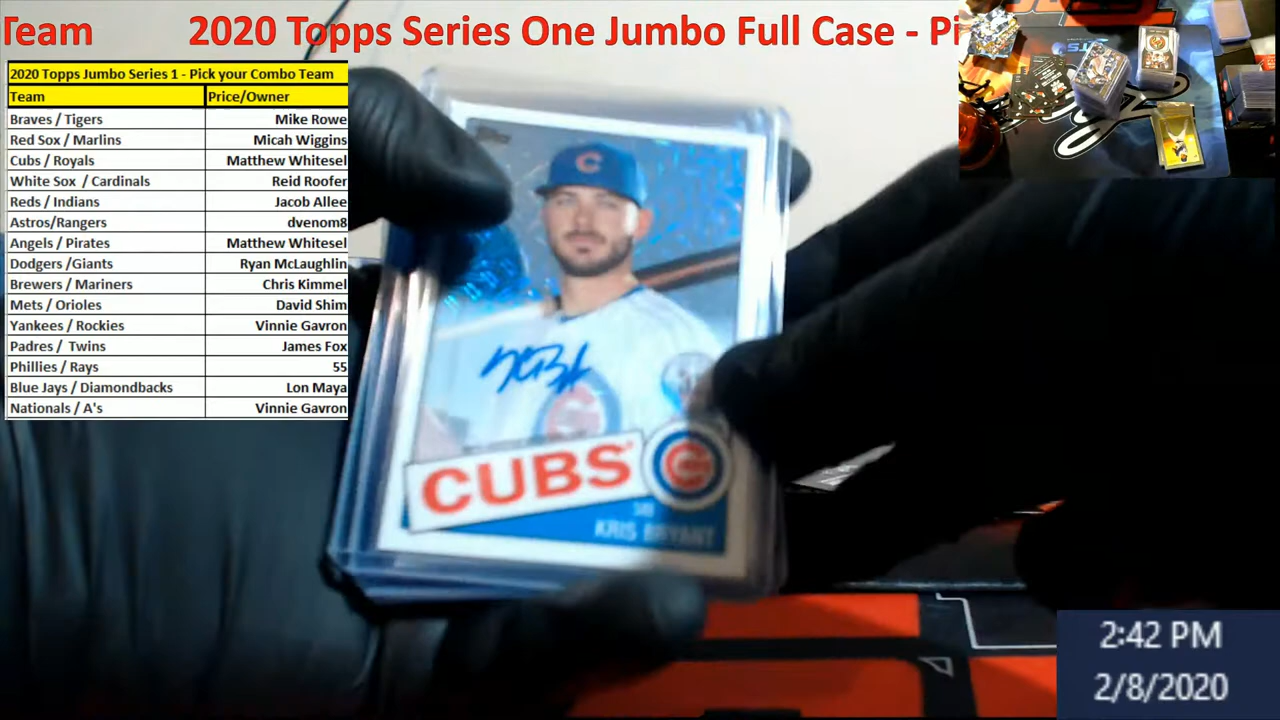 Team 2020 Topps Series One Jumbo Full Case - Pi
2020 Topps Jumbo Series 1 - Pick your Combo Team
Team Price/Owner
Braves / Tigers Mike Rowe
Red Sox / Marlins Micah Wiggins
Cubs / Royals Matthew Whitesel
White Sox / Cardinals Reid Roofer
Reds / Indians Jacob Allee
Astros/Rangers dvenom8
Angels / Pirates Matthew Whitesel
Dodgers /Giants Ryan McLaughlin
Brewers / Mariners Chris Kimmel
Mets / Orioles David Shim
Yankees / Rockies Vinnie Gavron
Padres / Twins James Fox
Phillies / Rays 55
Blue Jays / Diamondbacks Lon Maya
Nationals / A's Vinnie Gavron
C
CUBS
3B
KRIS BRYANT
2:42 PM
2/8/2020